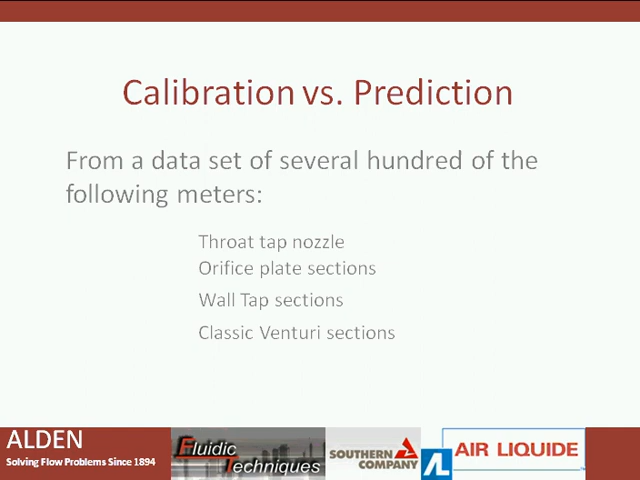 Calibration vs. Prediction
From a data set of several hundred of the
following meters:
Throat tap nozzle
Orifice plate sections
Wall Tap sections
Classic Venturi sections
ALDEN
Solving Flow Problems Since 1894
Fluidic
Techniques
SOUTHERN
COMPANY
AL
AIR LIQUIDE